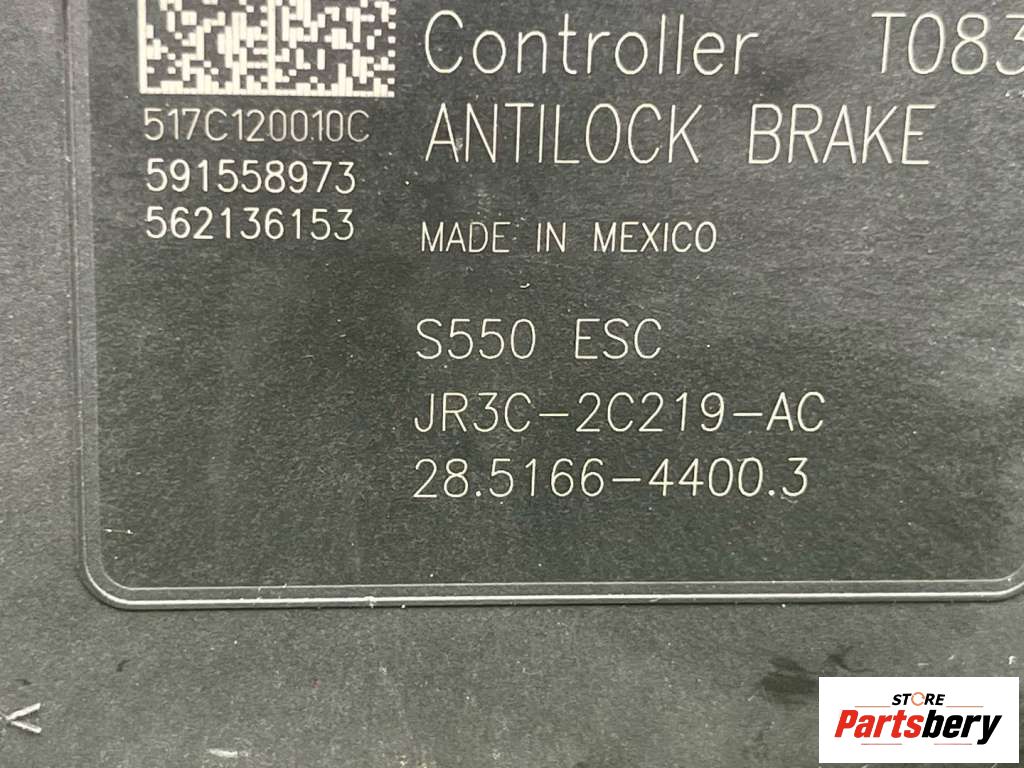 Controller T083
517C120010C
ANTILOCK BRAKE
591558973
562136153
MADE IN MEXICO
S550 ESC
JR3C-2C219-AC
28.5166-4400.3
STORE
Partsbery